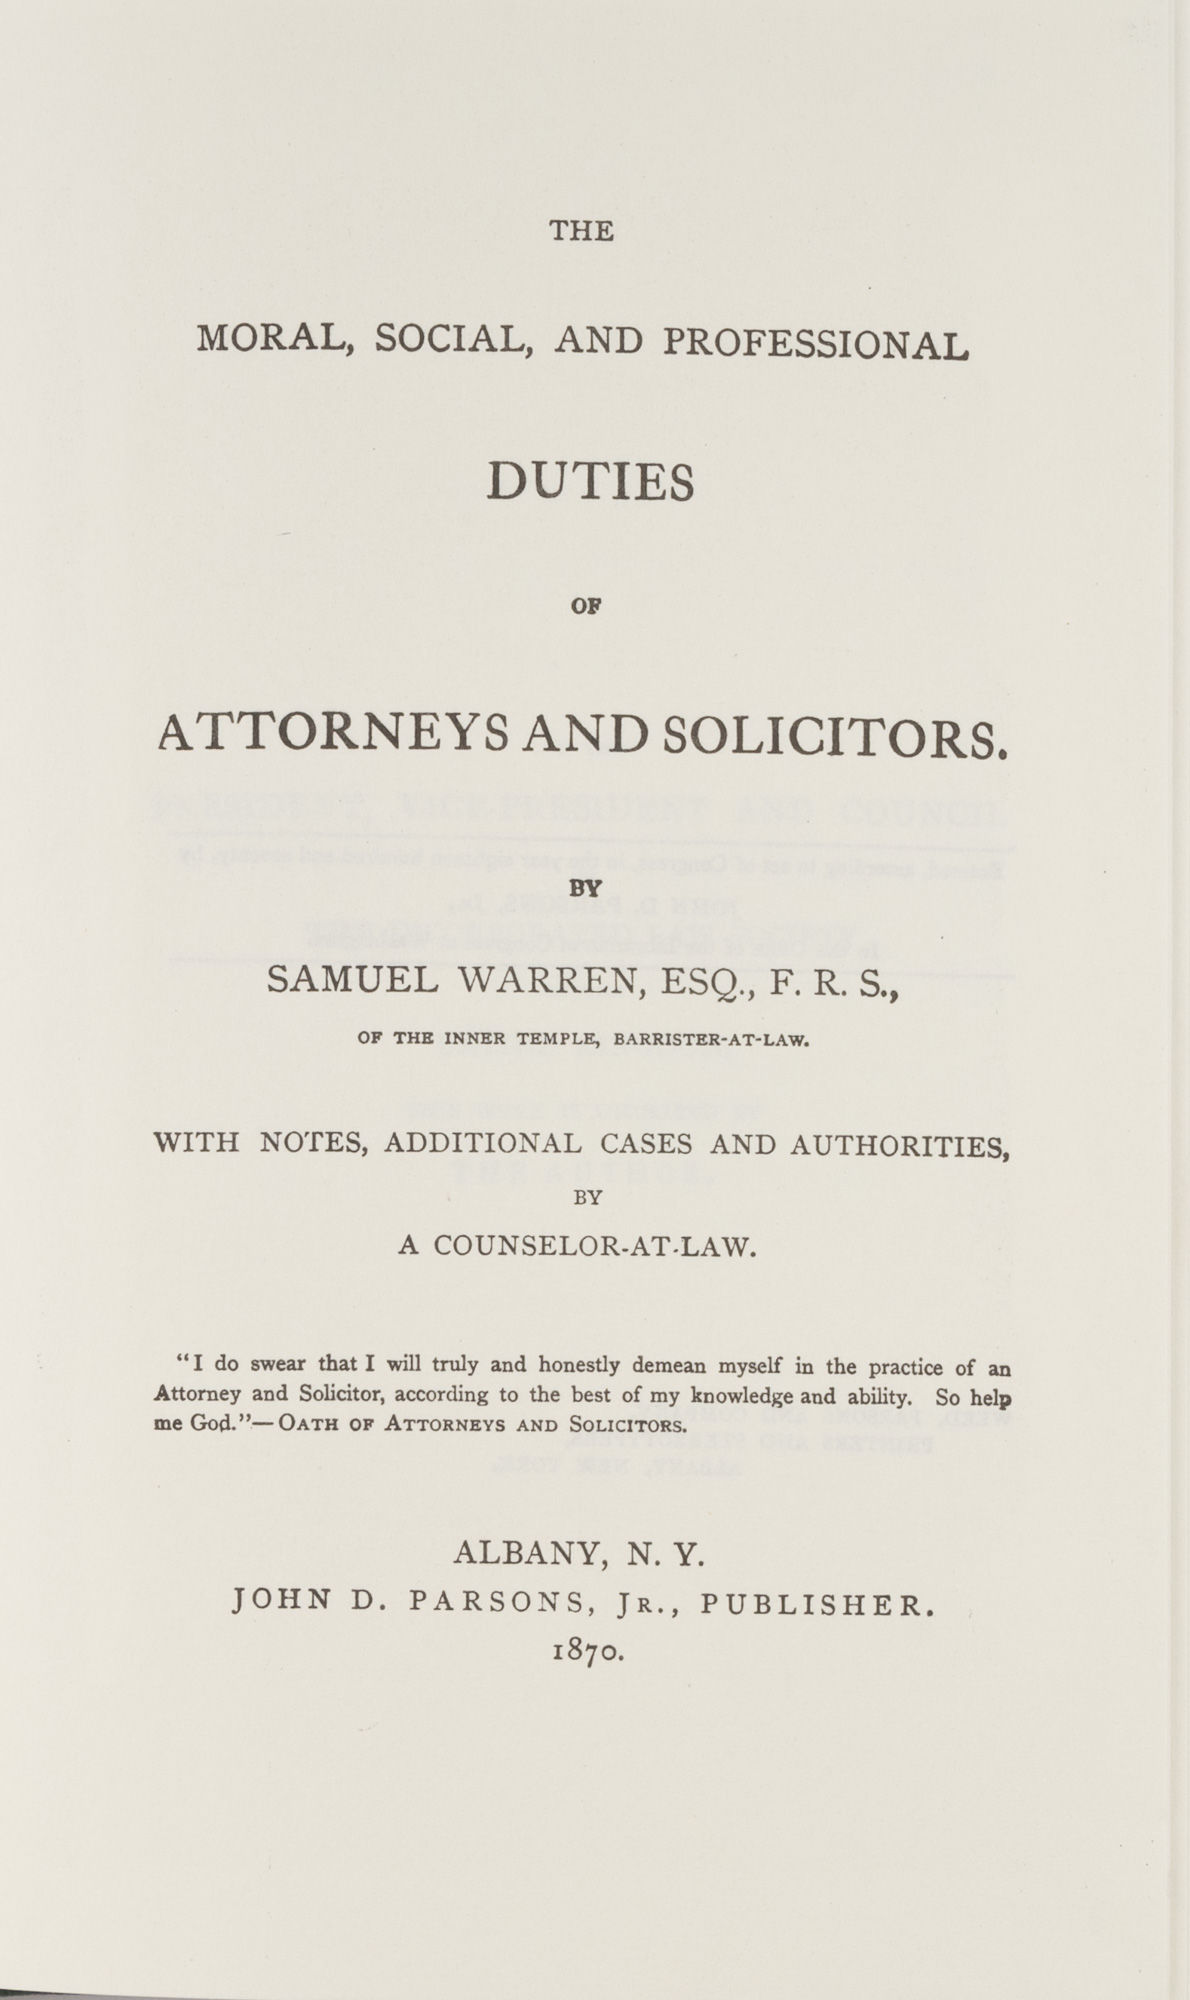 THE
MORAL, SOCIAL, AND PROFESSIONAL
DUTIES
OF
ATTORNEYS AND SOLICITORS.
BY
SAMUEL WARREN, ESQ., F. R. S.,
OF THE INNER TEMPLE, BARRISTER-AT-LAW.
WITH NOTES, ADDITIONAL CASES AND AUTHORITIES,
BY
A COUNSELOR-AT-LAW.
"I do swear that I will truly and honestly demean myself in the practice of an
Attorney and Solicitor, according to the best of my knowledge and ability. So help
me God."—OATH OF ATTORNEYS AND SOLICITORS.
ALBANY, N. Y.
JOHN D. PARSONS, JR., PUBLISHER.
1870.